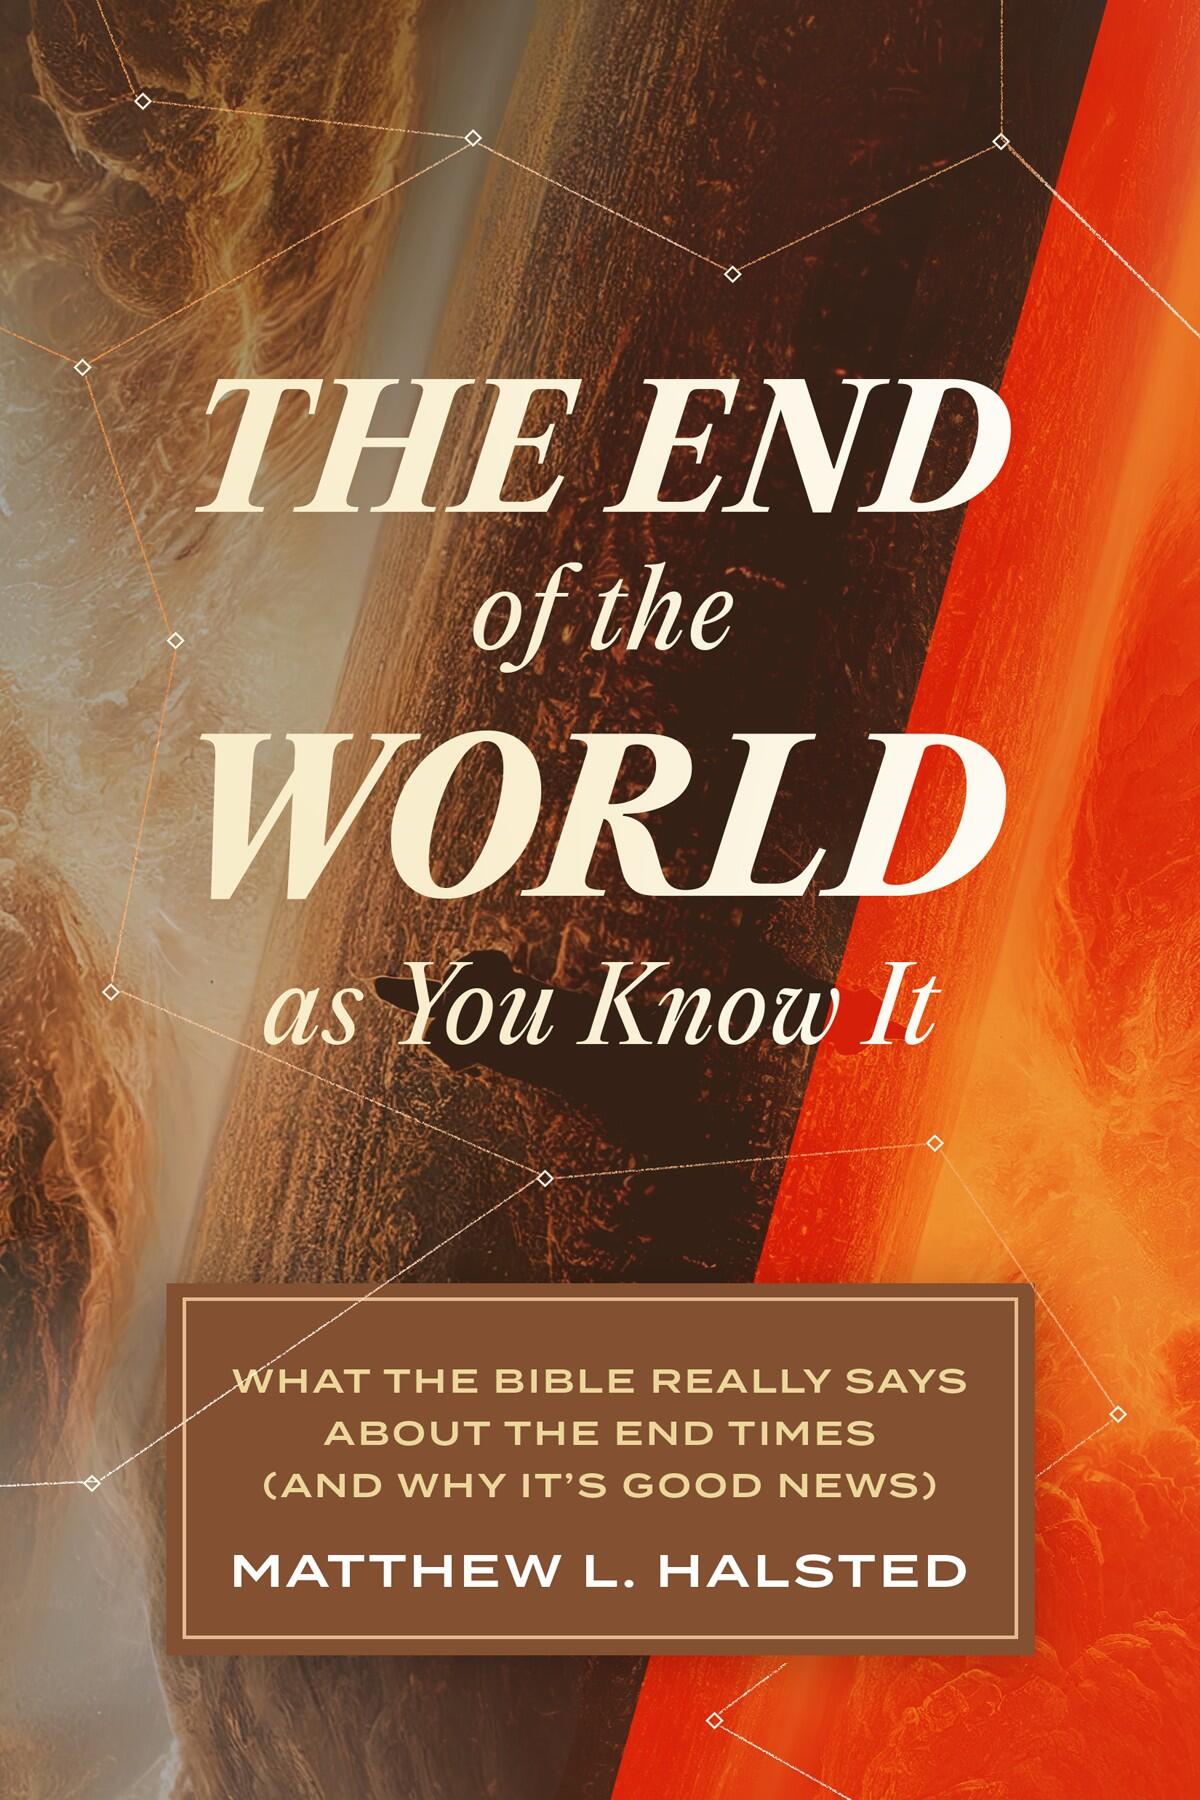 THE END
of the
WORLD
as You Know It
WHAT THE BIBLE REALLY SAYS
ABOUT THE END TIMES
(AND WHY IT’S GOOD NEWS)
MATTHEW L. HALSTED